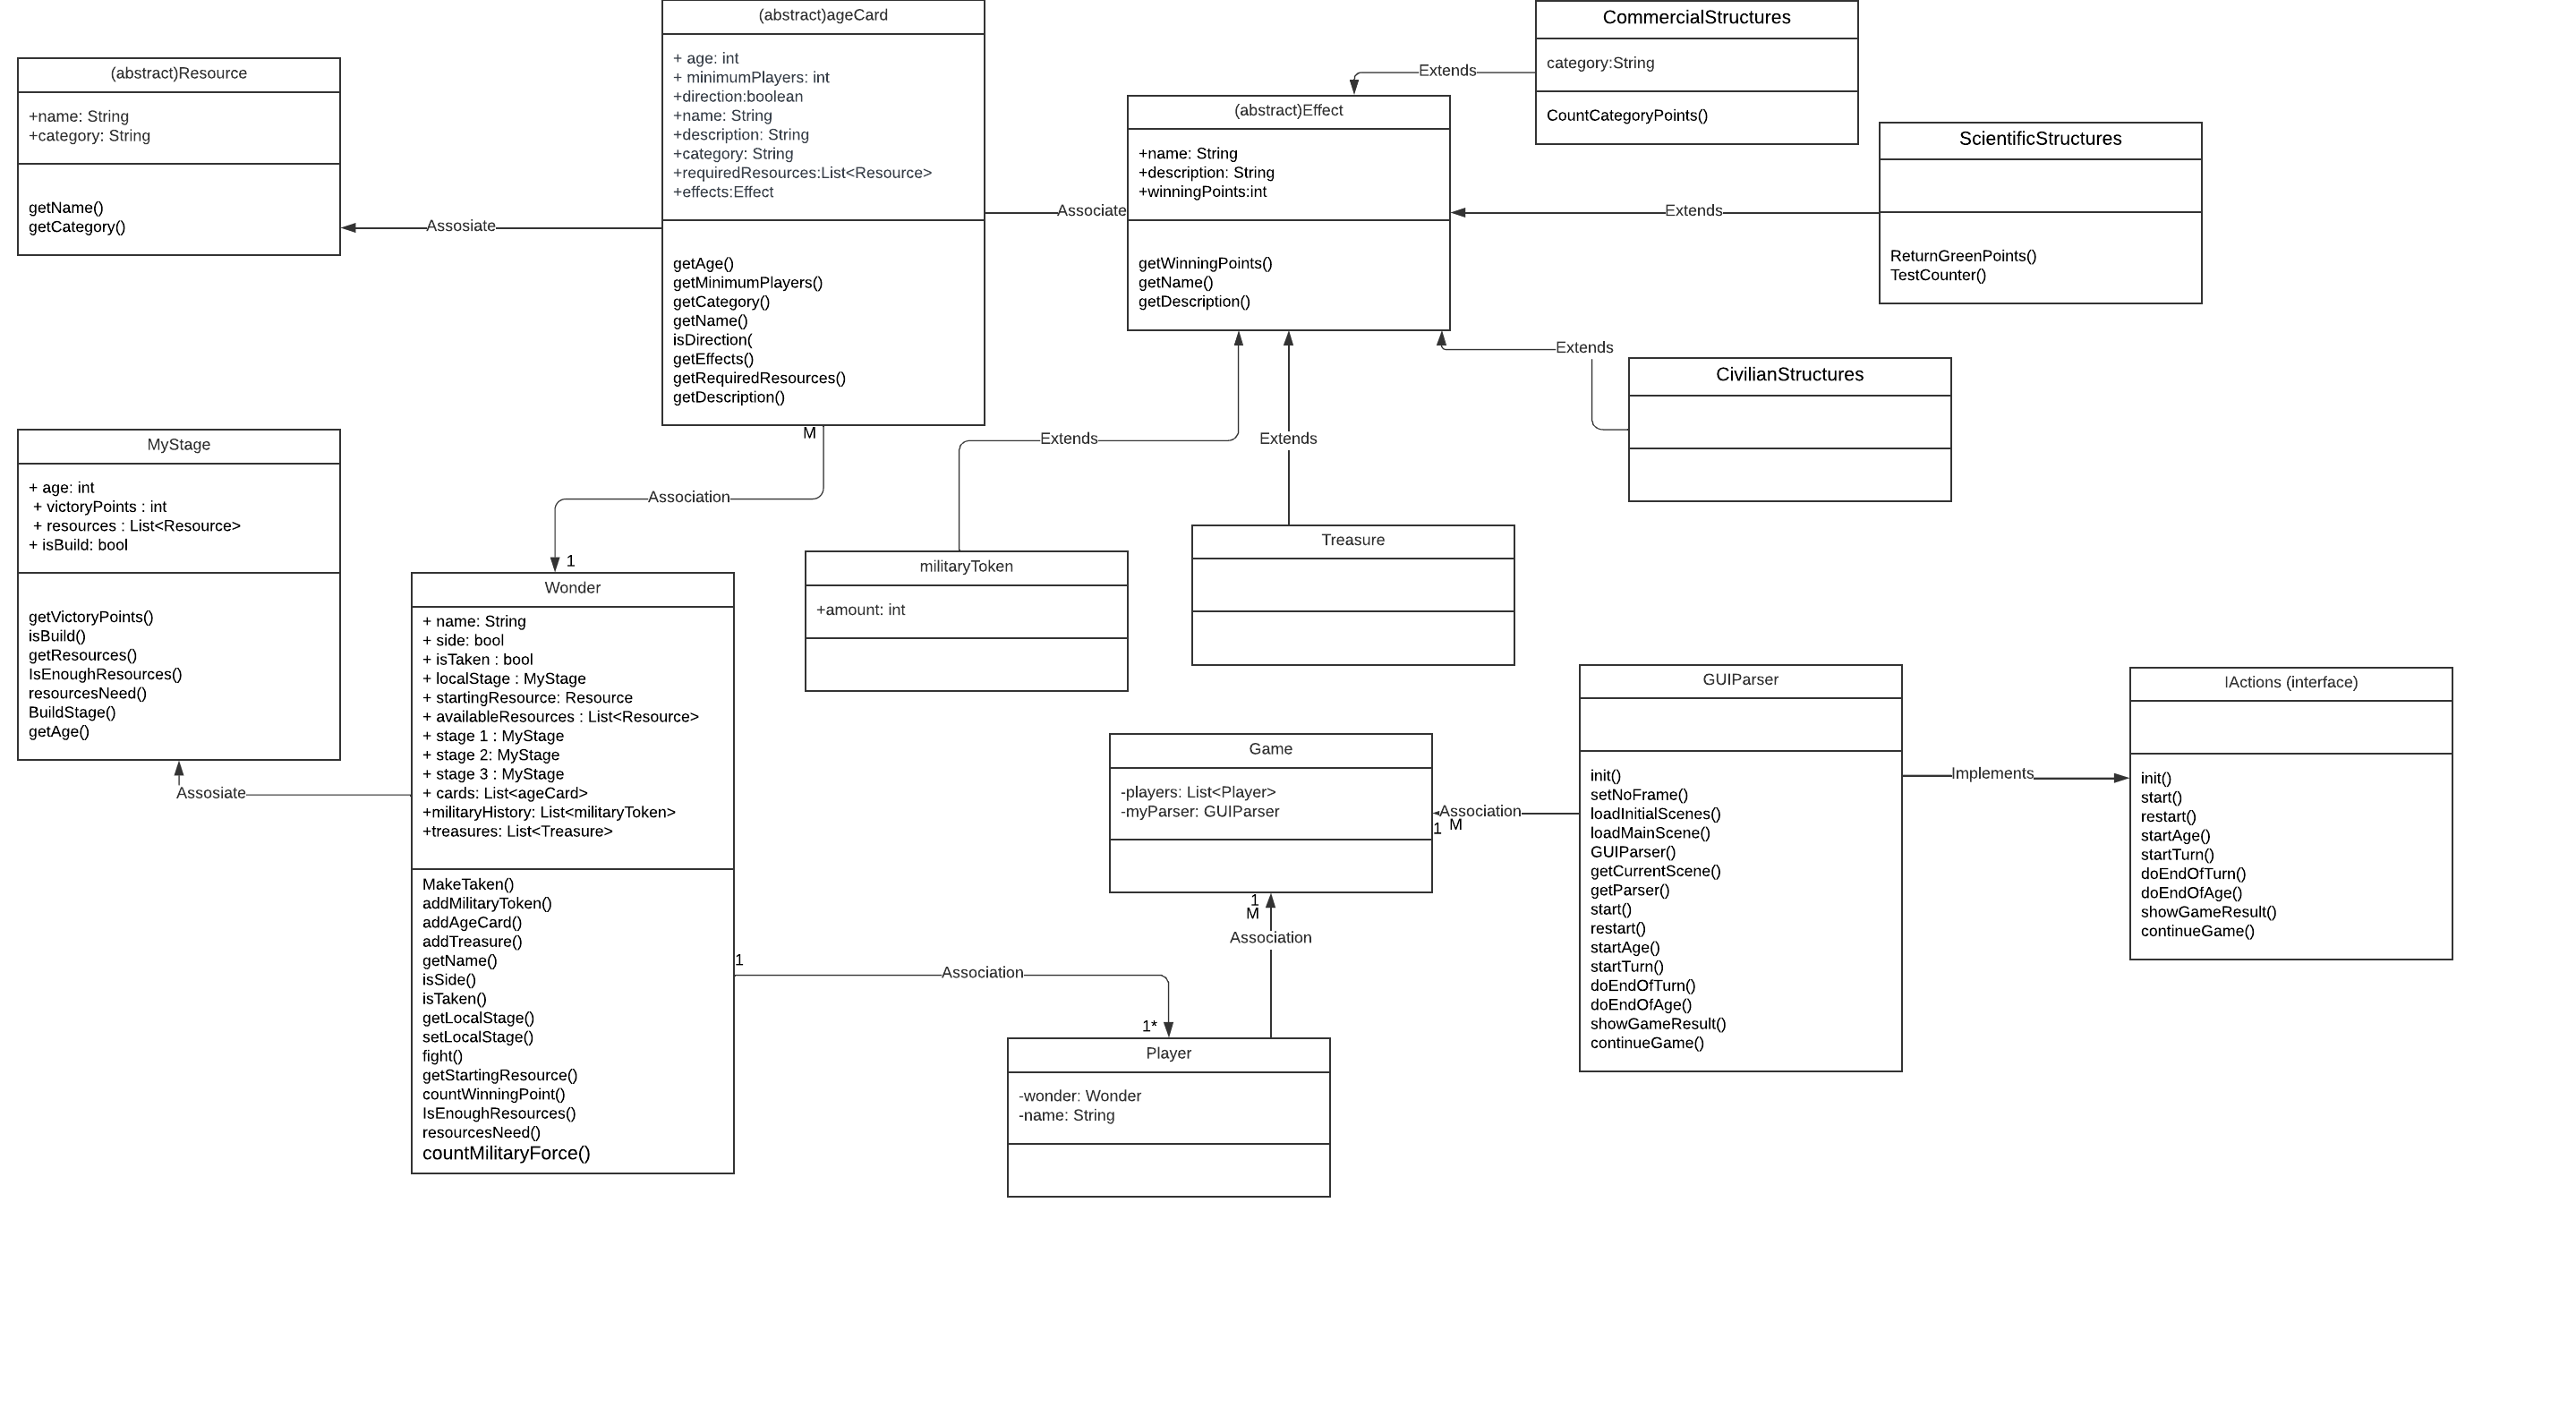 (abstract)Resource
+name: String
+category: String
getName()
getCategory()
Assosiate
(abstract)ageCard
+ age: int
+ minimumPlayers: int
+direction:boolean
+name: String
+description: String
+category: String
+requiredResources:List<Resource>
+effects:Effect
getAge()
getMinimumPlayers()
getCategory()
getName()
isDirection(
getEffects()
getRequiredResources()
getDescription()
Associate
(abstract)Effect
+name: String
+description: String
+winningPoints:int
getWinningPoints()
getName()
getDescription()
Extends
CommercialStructures
category:String
CountCategoryPoints()
Extends
ScientificStructures
ReturnGreenPoints()
TestCounter()
Extends
CivilianStructures
Extends
Extends
M
Association
1
MyStage
+ age: int
+ victoryPoints : int
+ resources : List<Resource>
+ isBuild: bool
getVictoryPoints()
isBuild()
getResources()
IsEnoughResources()
resourcesNeed()
BuildStage()
getAge()
Assosiate
Wonder
+ name: String
+ side: bool
+ isTaken : bool
+ localStage : MyStage
+ startingResource: Resource
+ availableResources : List<Resource>
+ stage 1 : MyStage
+ stage 2: MyStage
+ stage 3 : MyStage
+ cards: List<ageCard>
+militaryHistory: List<militaryToken>
+treasures: List<Treasure>
MakeTaken()
addMilitaryToken()
addAgeCard()
addTreasure()
getName()
isSide()
isTaken()
getLocalStage()
setLocalStage()
fight()
getStartingResource()
countWinningPoint()
IsEnoughResources()
resourcesNeed()
countMilitaryForce()
militaryToken
+amount: int
Treasure
Game
-players: List<Player>
-myParser: GUIParser
Association
1
M
GUIParser
init()
setNoFrame()
loadInitialScenes()
loadMainScene()
GUIParser()
getCurrentScene()
getParser()
start()
restart()
startAge()
startTurn()
doEndOfTurn()
doEndOfAge()
showGameResult()
continueGame()
Implements
IActions (interface)
init()
start()
restart()
startAge()
startTurn()
doEndOfTurn()
doEndOfAge()
showGameResult()
continueGame()
1
M
Association
1
Association
1*
Player
-wonder: Wonder
-name: String